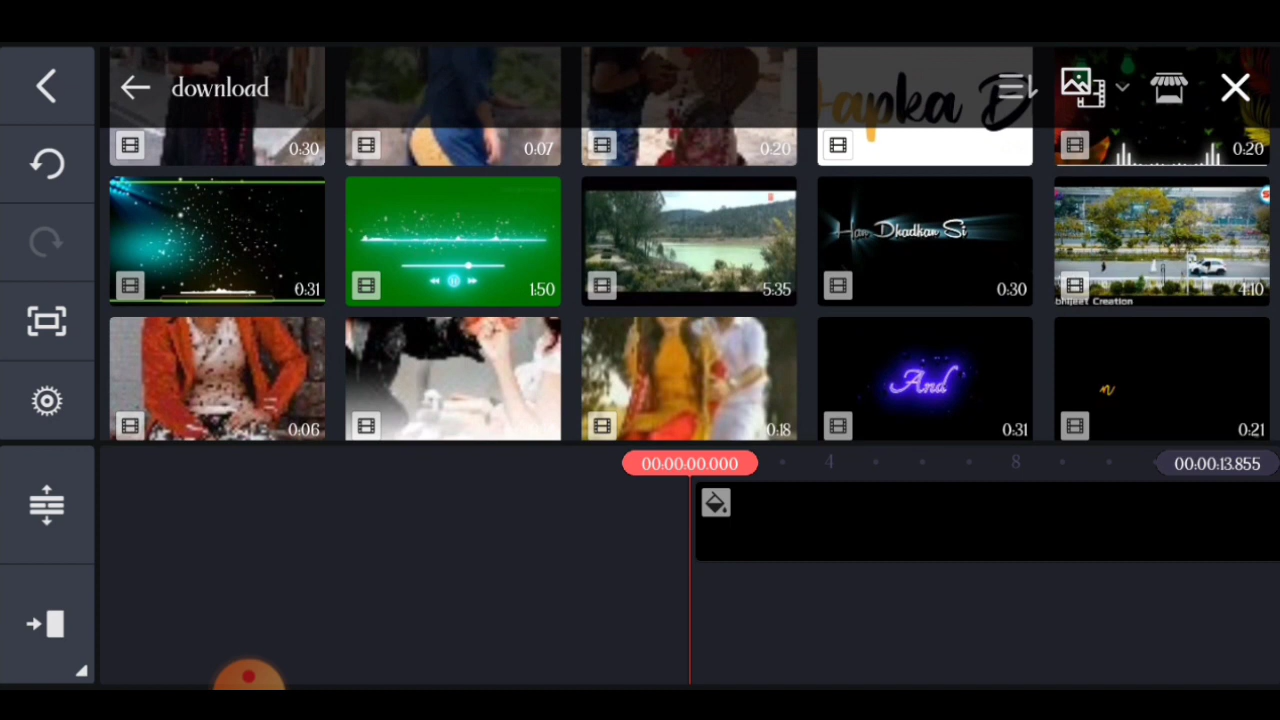 download
apka B
0:30
0:07
0:20
0:20
Han Dhadkan Si
0:31
1:50
5:35
0:30
4:10
bhijeet Creation
And
n
0:06
0:18
0:31
0:21
00:00:00.000
4
8
00:00:13.855